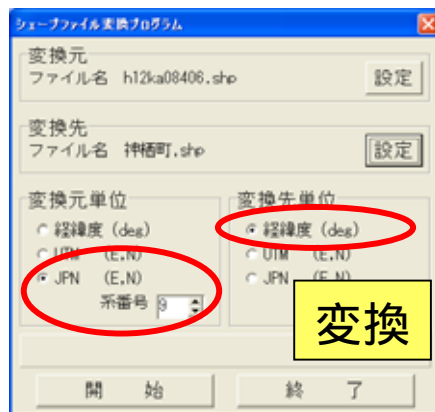 シェープファイル変換プログラム
変換元
ファイル名 h12ka08406.shp
設定
変換先
ファイル名 神栖町.shp
設定
変換元単位
経緯度 (deg)
UTM (E,N)
JPN (E,N)
系番号 9
変換先単位
経緯度 (deg)
UTM (E,N)
JPN (E,N)
変換
開 始
終 了